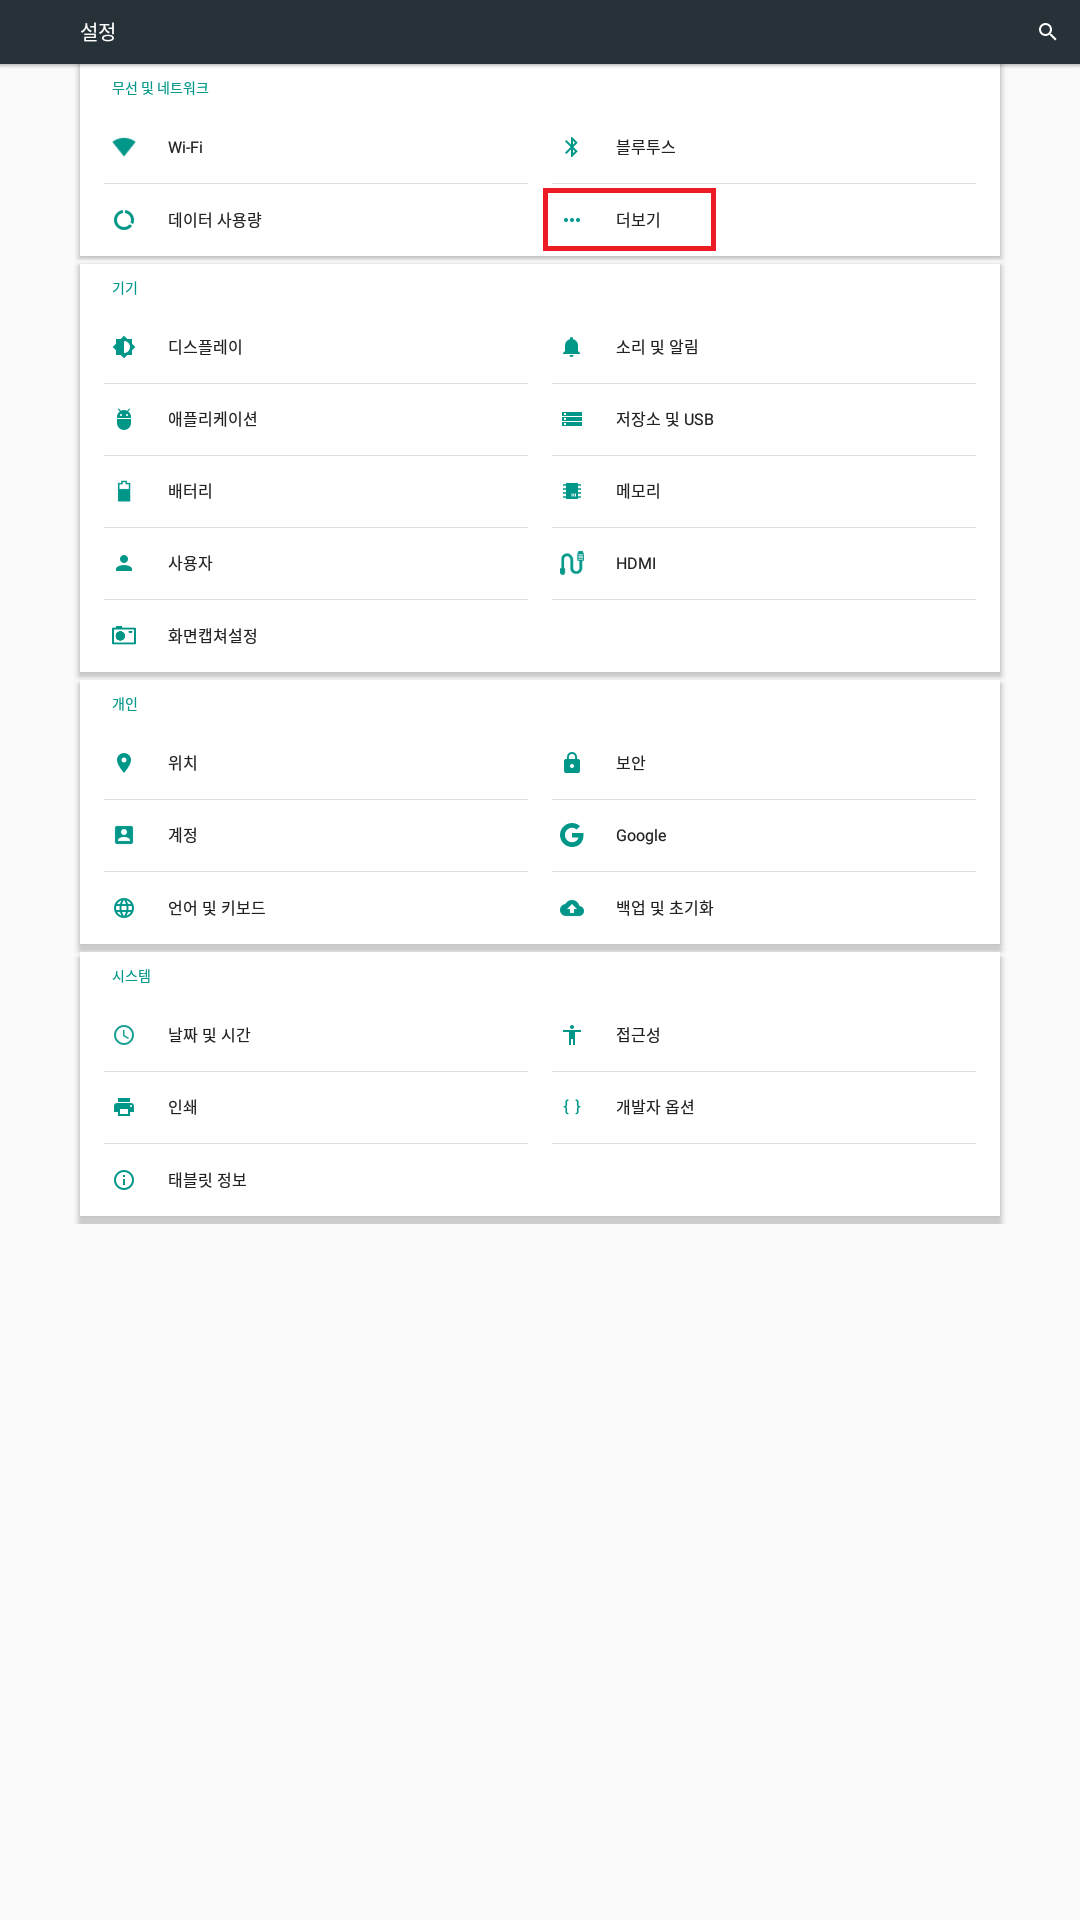 설정
무선 및 네트워크
Wi-Fi
블루투스
데이터 사용량
더보기
기기
디스플레이
소리 및 알림
애플리케이션
저장소 및 USB
배터리
메모리
사용자
HDMI
화면캡쳐설정
개인
위치
보안
계정
Google
언어 및 키보드
백업 및 초기화
시스템
날짜 및 시간
접근성
인쇄
개발자 옵션
태블릿 정보